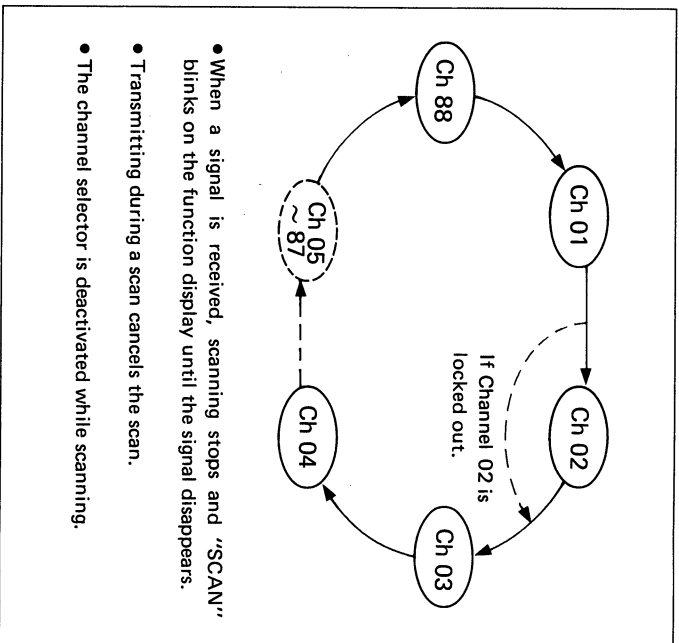 Ch 88
Ch 01
Ch 02
Ch 03
Ch 04
Ch 05
~ 87
If Channel 02 is
locked out.
• When a signal is received, scanning stops and "SCAN"
blinks on the function display until the signal disappears.
• Transmitting during a scan cancels the scan.
• The channel selector is deactivated while scanning.